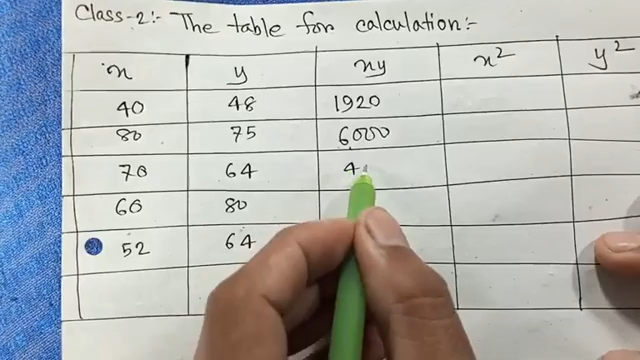 Class-2:- The table for calculation:-
x y xy x² y²
40 48 1920
80 75 6000
70 64 4
60 80
52 64